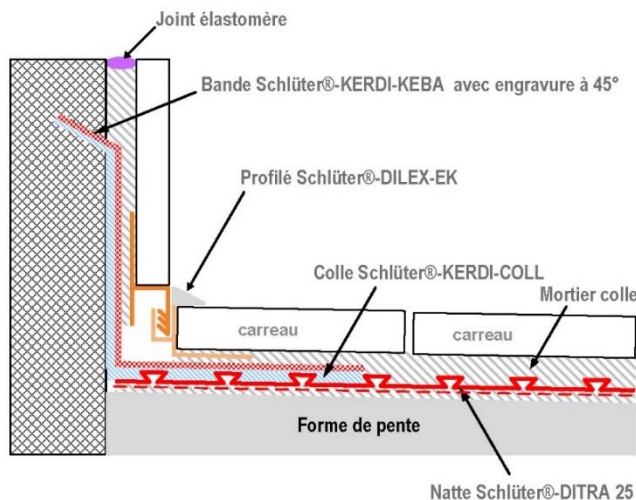 Joint élastomère
Bande Schlüter®-KERDI-KEBA avec engravure à 45°
Profilé Schlüter®-DILEX-EK
Colle Schlüter®-KERDI-COLL
Mortier colle
carreau
carreau
Forme de pente
Natte Schlüter®-DITRA 25